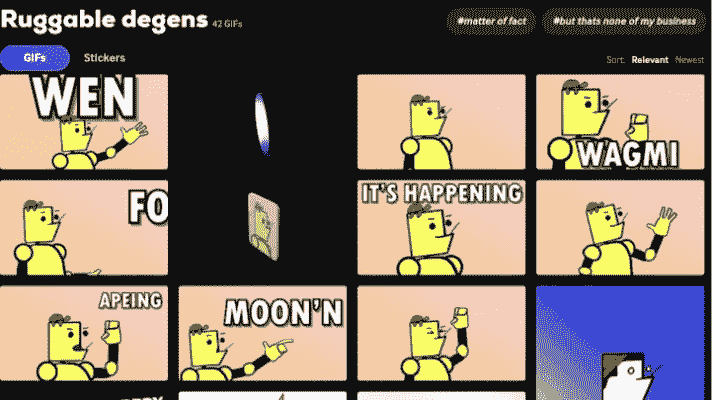 Ruggable degens 42 GIFs
#matter of fact
#but thats none of my business
GIFs
Stickers
Sort: Relevant Newest
WEN
WAGMI
FO
IT'S HAPPENING
APEING
MOON'N